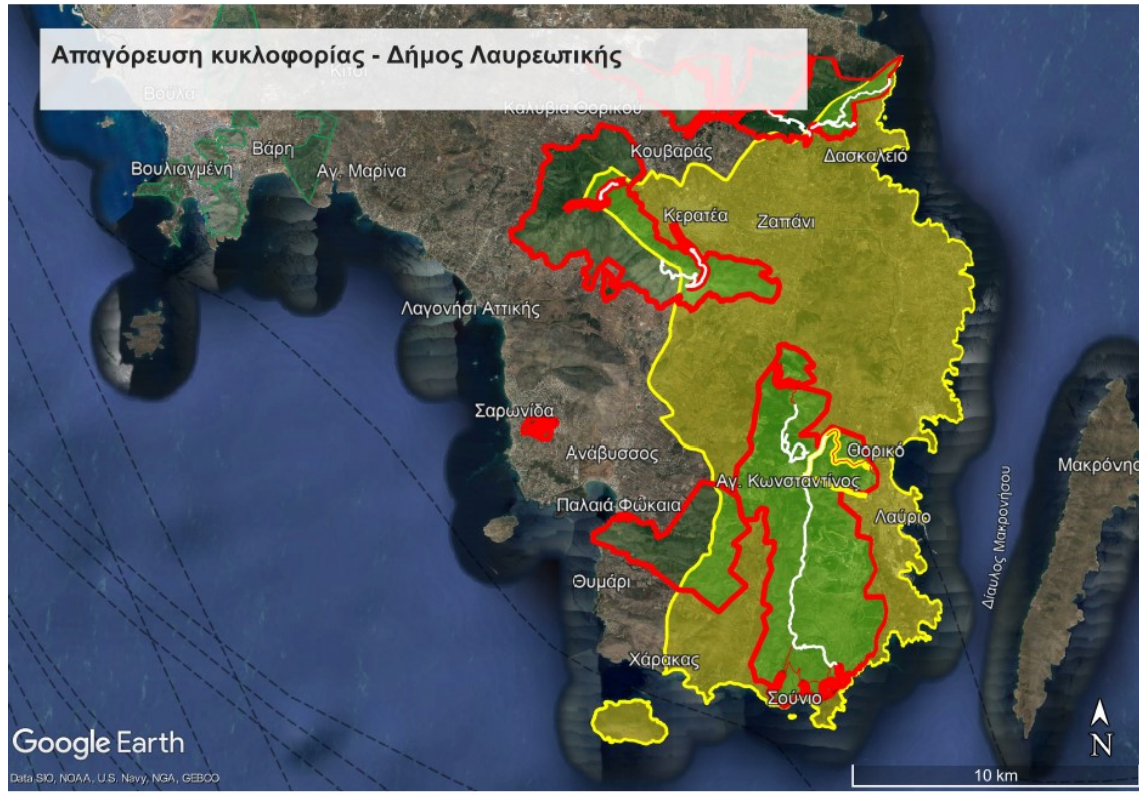 Απαγόρευση κυκλοφορίας - Δήμος Λαυρεωτικής
Κίτσι
Βούλα
Καλύβια Θορικού
Βάρη
Κουβαράς
Δασκαλειό
Βουλιαγμένη
Αγ. Μαρίνα
Κερατέα
Ζαπάνι
Λαγονήσι Αττικής
Σαρωνίδα
Ανάβυσσος
Θορικό
Μακρόνησ
Αγ. Κωνσταντίνος
Παλαιά Φώκαια
Λαύριο
Δίαυλος Μακρονήσου
Θυμάρι
Χάρακας
Σούνιο
N
Google Earth
Data SIO, NOAA, U.S. Navy, NGA, GEBCO
10 km